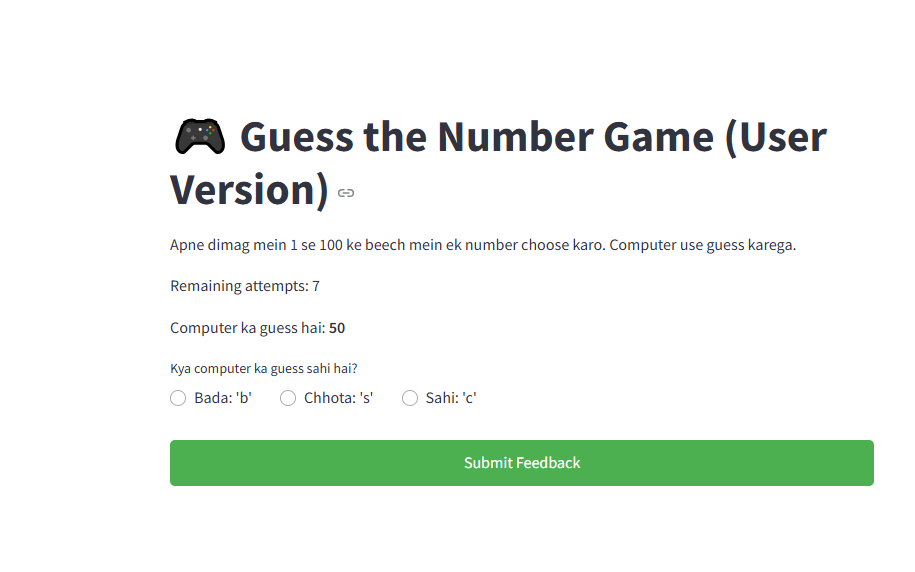 🎮 Guess the Number Game (User
Version)
Apne dimag mein 1 se 100 ke beech mein ek number choose karo. Computer use guess karega.
Remaining attempts: 7
Computer ka guess hai: 50
Kya computer ka guess sahi hai?
Bada: 'b' Chhota: 's' Sahi: 'c'
Submit Feedback